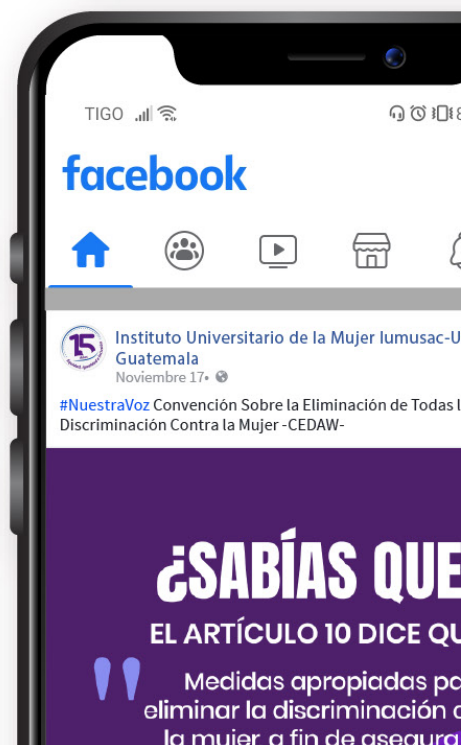 TIGO
facebook
15
Instituto Universitario de la Mujer Iumusac-U
Guatemala
Noviembre 17·
#NuestraVoz Convención Sobre la Eliminación de Todas l
Discriminación Contra la Mujer -CEDAW-
¿SABÍAS QUE
EL ARTÍCULO 10 DICE QU
" Medidas apropiadas pa
eliminar la discriminación c
la mujer, a fin de asegurar